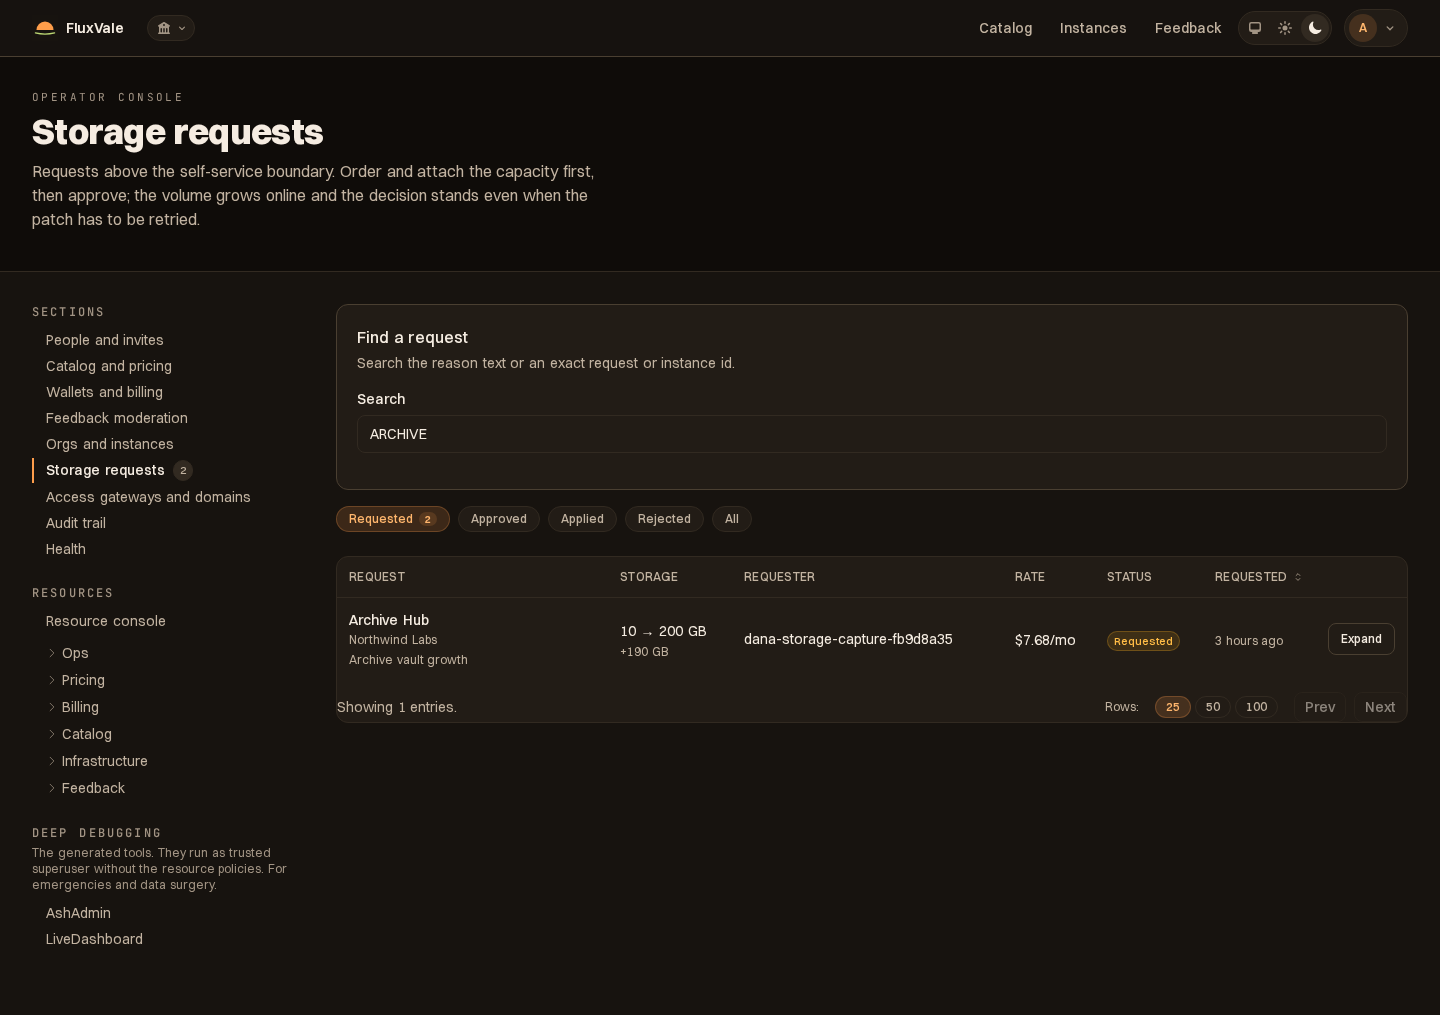 FluxVale
Catalog
Instances
Feedback
A
OPERATOR CONSOLE
Storage requests
Requests above the self-service boundary. Order and attach the capacity first,
then approve; the volume grows online and the decision stands even when the
patch has to be retried.
SECTIONS
People and invites
Catalog and pricing
Wallets and billing
Feedback moderation
Orgs and instances
Storage requests 2
Access gateways and domains
Audit trail
Health
RESOURCES
Resource console
Ops
Pricing
Billing
Catalog
Infrastructure
Feedback
DEEP DEBUGGING
The generated tools. They run as trusted
superuser without the resource policies. For
emergencies and data surgery.
AshAdmin
LiveDashboard
Find a request
Search the reason text or an exact request or instance id.
Search
ARCHIVE
Requested 2
Approved
Applied
Rejected
All
REQUEST STORAGE REQUESTER RATE STATUS REQUESTED
Archive Hub
Northwind Labs
Archive vault growth
10 → 200 GB
+190 GB
dana-storage-capture-fb9d8a35
$7.68/mo
Requested
3 hours ago
Expand
Showing 1 entries.
Rows: 25 50 100 Prev Next